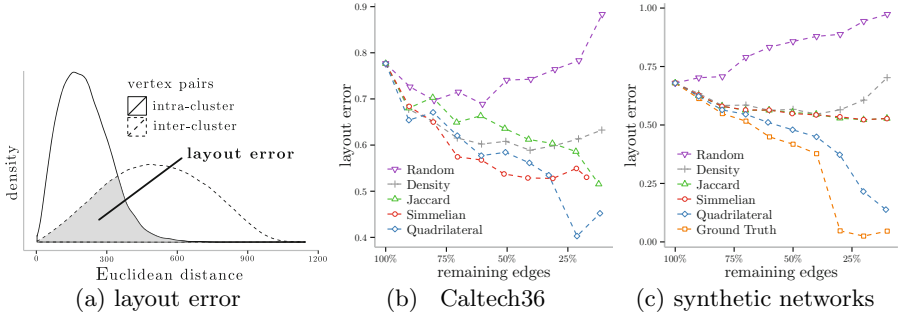 density
vertex pairs
intra-cluster
inter-cluster
layout error
0 300 600 900 1200
Euclidean distance
(a) layout error
layout error
0.9
0.8
0.7
0.6
0.5
0.4
Random
Density
Jaccard
Simmelian
Quadrilateral
100% 75% 50% 25%
remaining edges
(b) Caltech36
layout error
1.00
0.75
0.50
0.25
0.00
Random
Density
Jaccard
Simmelian
Quadrilateral
Ground Truth
100% 75% 50% 25%
remaining edges
(c) synthetic networks